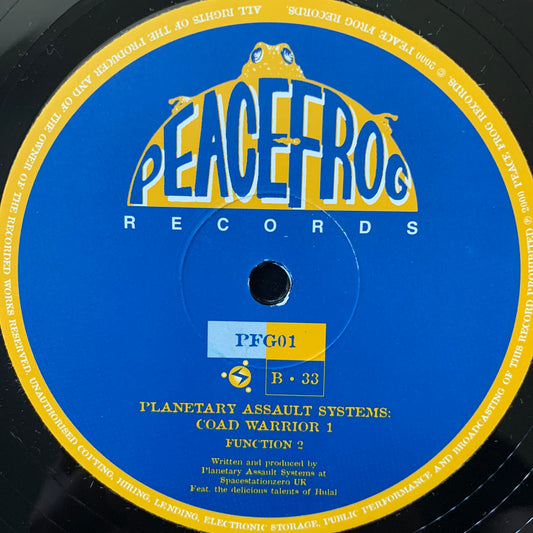 PEACEFROG
RECORDS
PFG01
B • 33
PLANETARY ASSAULT SYSTEMS:
COAD WARRIOR 1
FUNCTION 2
Written and produced by
Planetary Assault Systems at
Spacestationzero UK
Feat. the delicious talents of Hulal
℗ 2000 PEACE FROG RECORDS. © 2000 PEACE FROG RECORDS. ALL RIGHTS OF THE PRODUCER AND OF THE OWNER OF THE RECORDED WORKS RESERVED. UNAUTHORISED COPYING, HIRING, LENDING, ELECTRONIC STORAGE, PUBLIC PERFORMANCE AND BROADCASTING OF THIS RECORD PROHIBITED